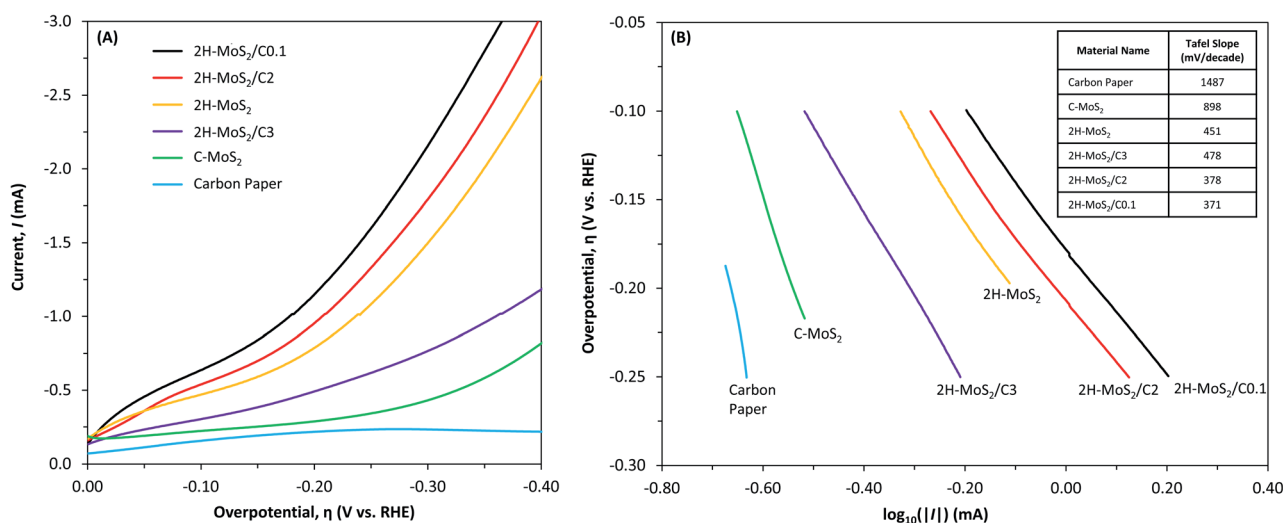 (A)
2H-MoS₂/C0.1
2H-MoS₂/C2
2H-MoS₂
2H-MoS₂/C3
C-MoS₂
Carbon Paper
Current, I (mA)
-3.0
-2.5
-2.0
-1.5
-1.0
-0.5
0.0
0.00 -0.10 -0.20 -0.30 -0.40
Overpotential, η (V vs. RHE)
(B)
Material Name Tafel Slope
(mV/decade)
Carbon Paper 1487
C-MoS₂ 898
2H-MoS₂ 451
2H-MoS₂/C3 478
2H-MoS₂/C2 378
2H-MoS₂/C0.1 371
Overpotential, η (V vs. RHE)
-0.05
-0.10
-0.15
-0.20
-0.25
-0.30
2H-MoS₂
C-MoS₂
Carbon
Paper
2H-MoS₂/C3
2H-MoS₂/C2
2H-MoS₂/C0.1
-0.80 -0.60 -0.40 -0.20 0.00 0.20 0.40
log₁₀(|I|) (mA)